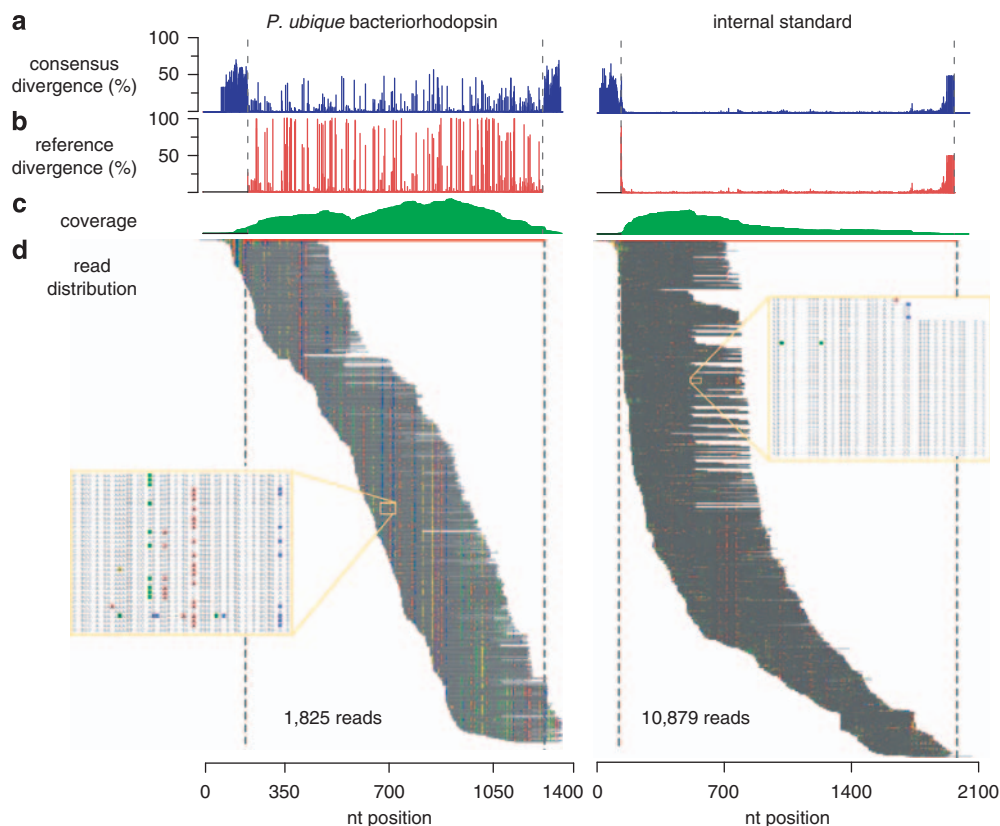 a
P. ubique bacteriorhodopsin
internal standard
consensus
divergence (%)
100
50
b
reference
divergence (%)
100
50
c
coverage
d
read
distribution
1,825 reads
10,879 reads
0 350 700 1050 1400
0 700 1400 2100
nt position
nt position